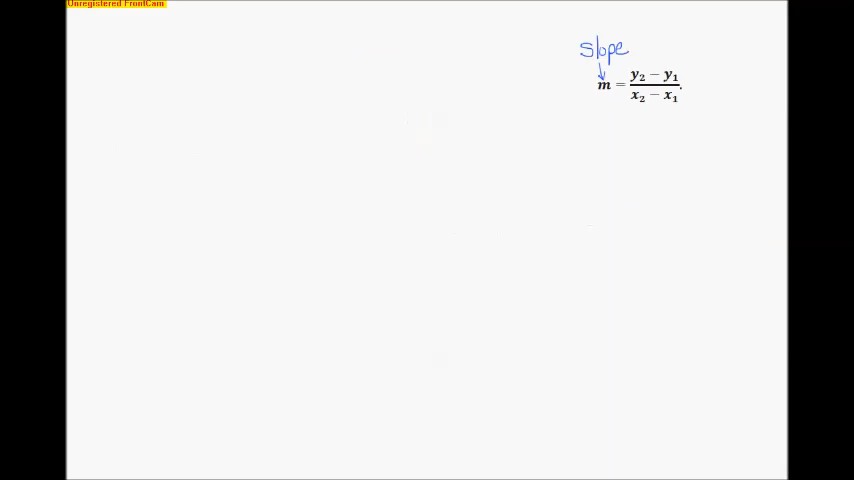 Unregistered FrontCam
slope
m = y₂ − y₁ / x₂ − x₁.